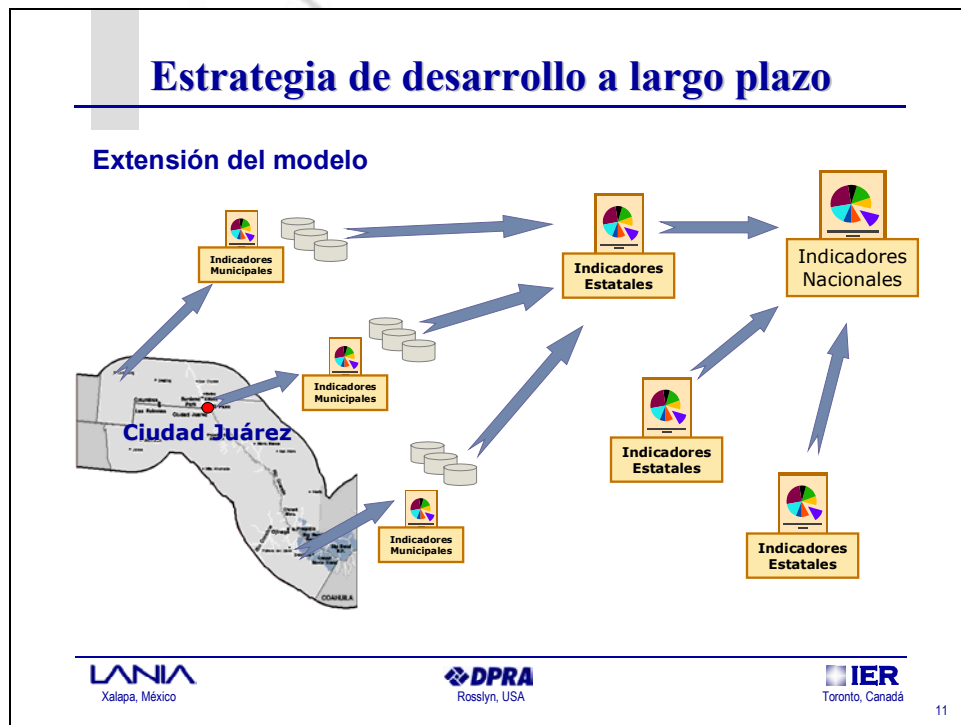 Estrategia de desarrollo a largo plazo
Extensión del modelo
Indicadores
Municipales
Indicadores
Estatales
Indicadores
Nacionales
Indicadores
Municipales
Ciudad Juárez
Indicadores
Estatales
Indicadores
Municipales
Indicadores
Estatales
COAHUILA
LANIA
Xalapa, México
DPRA
Rosslyn, USA
IER
Toronto, Canadá
11